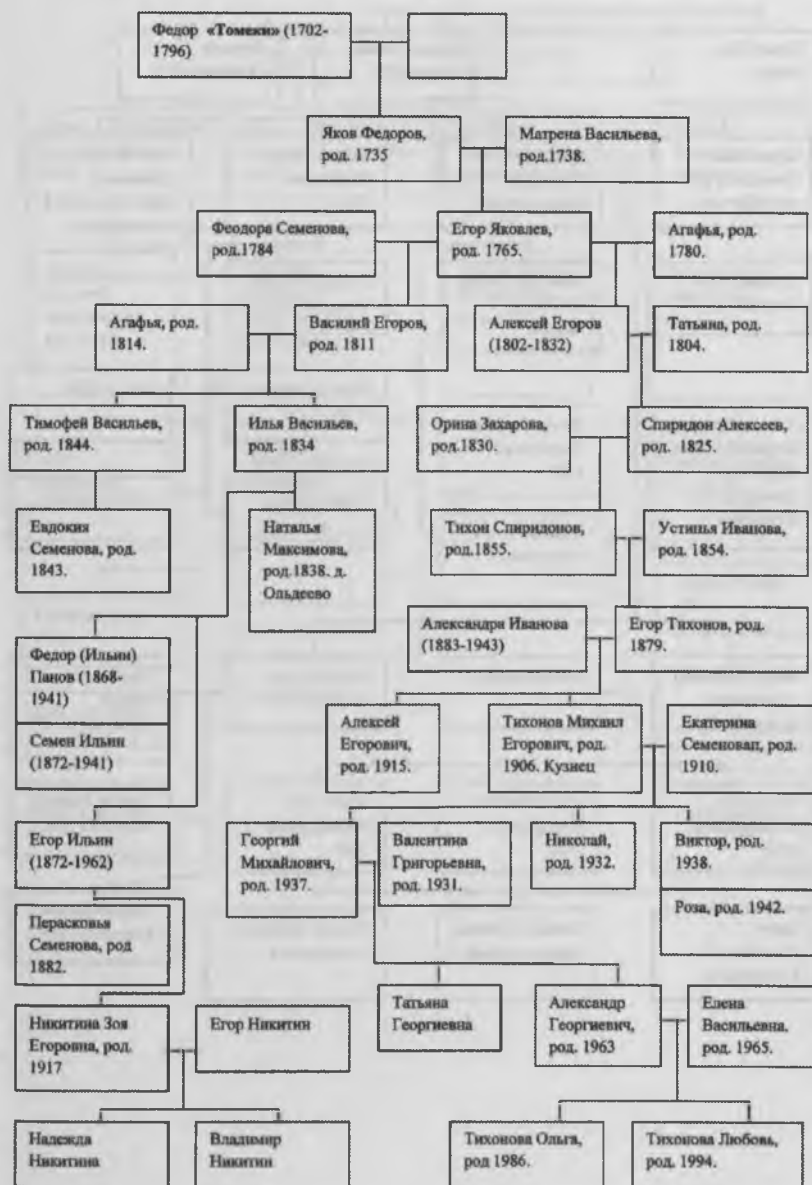 Федор «Томеки» (1702-
1796)
Яков Федоров,
род. 1735
Матрена Васильева,
род.1738.
Феодора Семенова,
род.1784
Егор Яковлев,
род. 1765.
Агафья, род.
1780.
Агафья, род.
1814.
Василий Егоров,
род. 1811
Алексей Егоров
(1802-1832)
Татьяна, род.
1804.
Тимофей Васильев,
род. 1844.
Илья Васильев,
род. 1834
Орина Захарова,
род.1830.
Спиридон Алексеев,
род. 1825.
Евдокия
Семенова, род.
1843.
Наталья
Максимова,
род.1838. д.
Ольдеево
Тихон Спиридонов,
род.1855.
Устинья Иванова,
род. 1854.
Александра Иванова
(1883-1943)
Егор Тихонов, род.
1879.
Федор (Ильин)
Панов (1868-
1941)
Семен Ильин
(1872-1941)
Алексей
Егорович,
род. 1915.
Тихонов Михаил
Егорович, род.
1906. Кузнец
Екатерина
Семеновап, род.
1910.
Егор Ильин
(1872-1962)
Георгий
Михайлович,
род. 1937.
Валентина
Григорьевна,
род. 1931.
Николай,
род. 1932.
Виктор, род.
1938.
Роза, род. 1942.
Перасковья
Семенова, род
1882.
Татьяна
Георгиевна
Александр
Георгиевич,
род. 1963
Елена
Васильевна,
род. 1965.
Никитина Зоя
Егоровна, род.
1917
Егор Никитин
Надежда
Никитина
Владимир
Никитин
Тихонова Ольга,
род 1986.
Тихонова Любовь,
род. 1994.